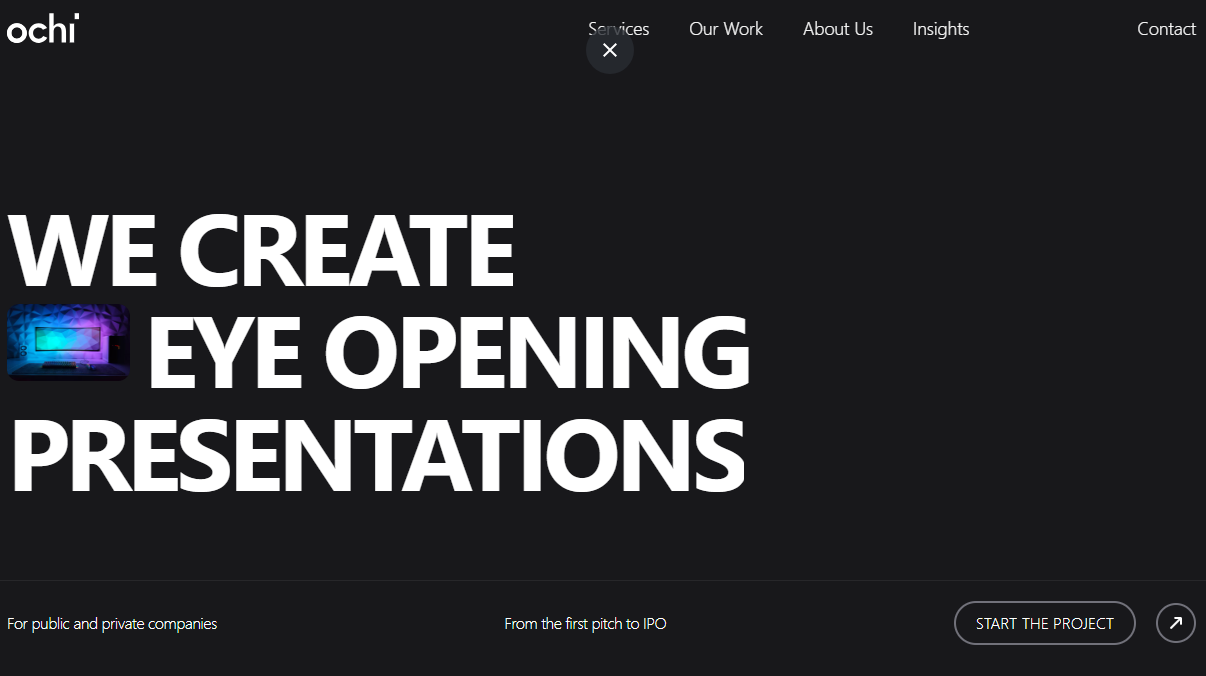 ochi
Services Our Work About Us Insights Contact
WE CREATE
EYE OPENING
PRESENTATIONS
For public and private companies From the first pitch to IPO START THE PROJECT